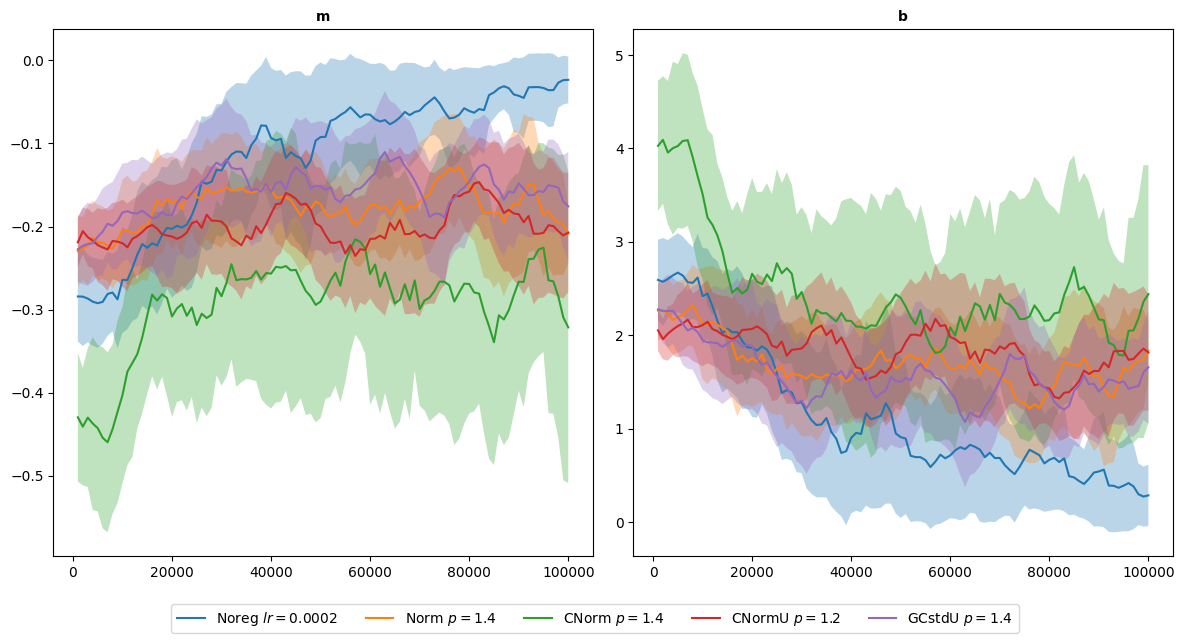 m
b
0.0
−0.1
−0.2
−0.3
−0.4
−0.5
0 20000 40000 60000 80000 100000
5
4
3
2
1
0
0 20000 40000 60000 80000 100000
Noreg lr = 0.0002 Norm p = 1.4 CNorm p = 1.4 CNormU p = 1.2 GCstdU p = 1.4